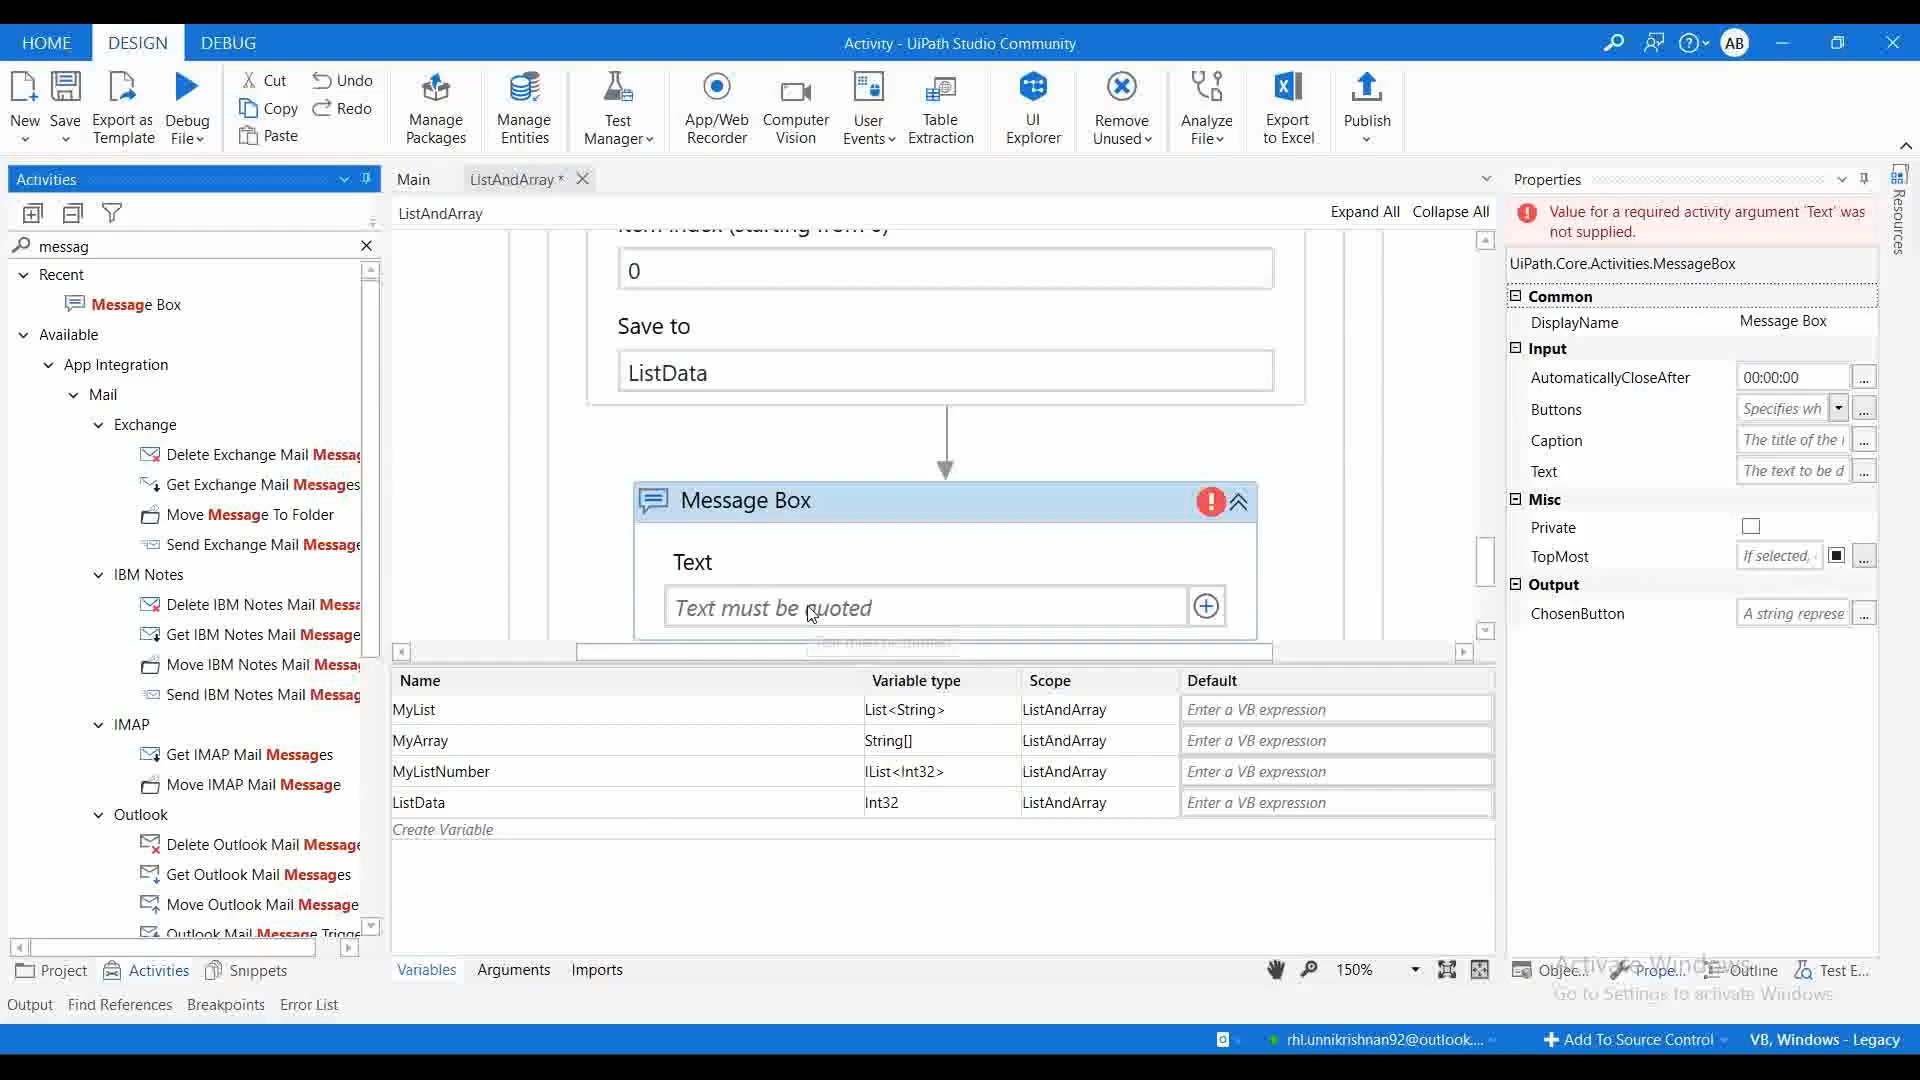 HOME DESIGN DEBUG
Activity - UiPath Studio Community
AB
New
Save
Export as
Template
Debug
File
Cut
Copy
Paste
Undo
Redo
Manage
Packages
Manage
Entities
Test
Manager
App/Web
Recorder
Computer
Vision
User
Events
Table
Extraction
UI
Explorer
Remove
Unused
Analyze
File
Export
to Excel
Publish
Activities
messag
Recent
Message Box
Available
App Integration
Mail
Exchange
Delete Exchange Mail Messag
Get Exchange Mail Messages
Move Message To Folder
Send Exchange Mail Message
IBM Notes
Delete IBM Notes Mail Messa
Get IBM Notes Mail Message
Move IBM Notes Mail Messa
Send IBM Notes Mail Messag
IMAP
Get IMAP Mail Messages
Move IMAP Mail Message
Outlook
Delete Outlook Mail Message
Get Outlook Mail Messages
Move Outlook Mail Message
Outlook Mail Message Trigge
Project Activities Snippets
Main ListAndArray *
ListAndArray
Expand All Collapse All
Item Index (starting from 0)
0
Save to
ListData
Message Box
Text
Text must be quoted
Name Variable type Scope Default
MyList List<String> ListAndArray Enter a VB expression
MyArray String[] ListAndArray Enter a VB expression
MyListNumber IList<Int32> ListAndArray Enter a VB expression
ListData Int32 ListAndArray Enter a VB expression
Create Variable
Variables Arguments Imports
150%
Properties
Value for a required activity argument 'Text' was
not supplied.
UiPath.Core.Activities.MessageBox
Common
DisplayName Message Box
Input
AutomaticallyCloseAfter 00:00:00 ...
Buttons Specifies wh ...
Caption The title of the ...
Text The text to be d ...
Misc
Private
TopMost If selected, ...
Output
ChosenButton A string represe ...
Resources
Objec... Prope... Outline Test E...
Activate Windows
Go to Settings to activate Windows.
Output Find References Breakpoints Error List
rhl.unnikrishnan92@outlook....
Add To Source Control
VB, Windows - Legacy